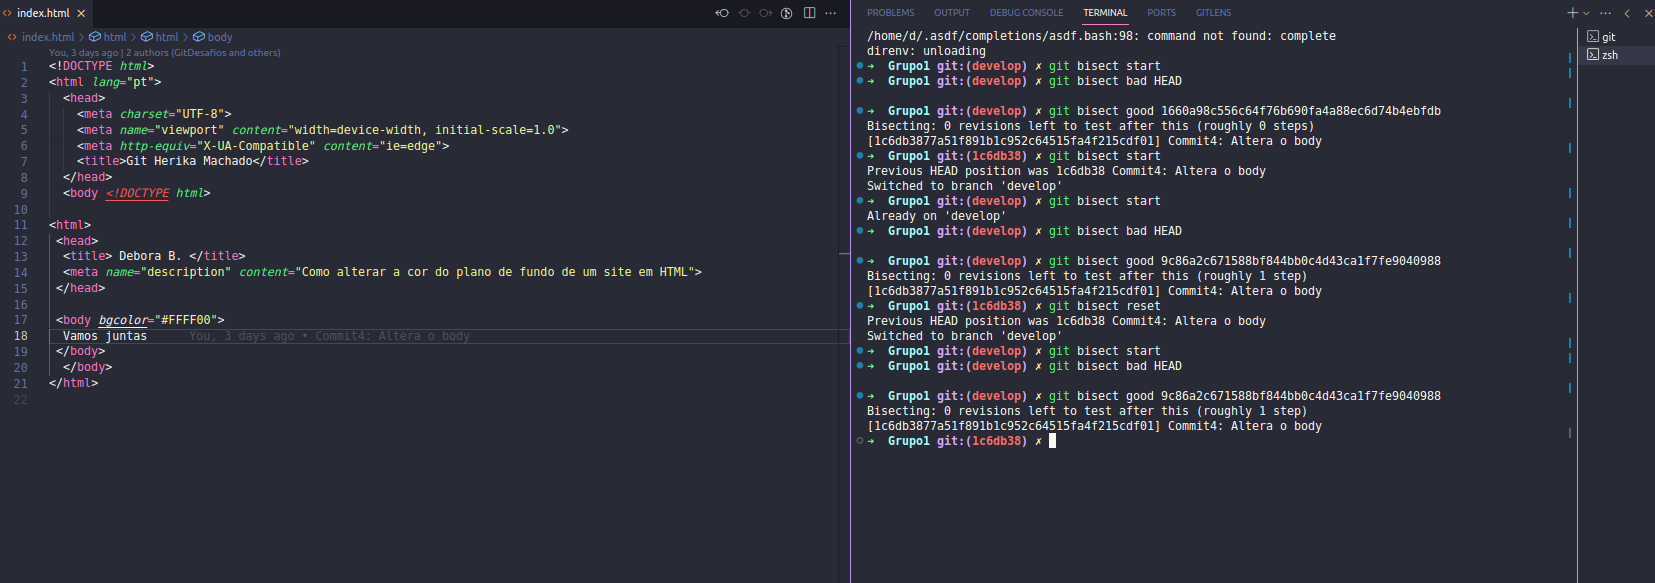 index.html
index.html > html > html > body
You, 3 days ago | 2 authors (GitDesafios and others)
1 <!DOCTYPE html>
2 <html lang="pt">
3 <head>
4 <meta charset="UTF-8">
5 <meta name="viewport" content="width=device-width, initial-scale=1.0">
6 <meta http-equiv="X-UA-Compatible" content="ie=edge">
7 <title>Git Herika Machado</title>
8 </head>
9 <body <!DOCTYPE html>
10
11 <html>
12 <head>
13 <title> Debora B. </title>
14 <meta name="description" content="Como alterar a cor do plano de fundo de um site em HTML">
15 </head>
16
17 <body bgcolor="#FFFF00">
18 Vamos juntas You, 3 days ago • Commit4: Altera o body
19 </body>
20 </body>
21 </html>
22
PROBLEMS OUTPUT DEBUG CONSOLE TERMINAL PORTS GITLENS
/home/d/.asdf/completions/asdf.bash:98: command not found: complete
direnv: unloading
➜ Grupo1 git:(develop) ✗ git bisect start
➜ Grupo1 git:(develop) ✗ git bisect bad HEAD
➜ Grupo1 git:(develop) ✗ git bisect good 1660a98c556c64f76b690fa4a88ec6d74b4ebfdb
Bisecting: 0 revisions left to test after this (roughly 0 steps)
[1c6db3877a51f891b1c952c64515fa4f215cdf01] Commit4: Altera o body
➜ Grupo1 git:(1c6db38) ✗ git bisect start
Previous HEAD position was 1c6db38 Commit4: Altera o body
Switched to branch 'develop'
➜ Grupo1 git:(develop) ✗ git bisect start
Already on 'develop'
➜ Grupo1 git:(develop) ✗ git bisect bad HEAD
➜ Grupo1 git:(develop) ✗ git bisect good 9c86a2c671588bf844bb0c4d43ca1f7fe9040988
Bisecting: 0 revisions left to test after this (roughly 1 step)
[1c6db3877a51f891b1c952c64515fa4f215cdf01] Commit4: Altera o body
➜ Grupo1 git:(1c6db38) ✗ git bisect reset
Previous HEAD position was 1c6db38 Commit4: Altera o body
Switched to branch 'develop'
➜ Grupo1 git:(develop) ✗ git bisect start
➜ Grupo1 git:(develop) ✗ git bisect bad HEAD
➜ Grupo1 git:(develop) ✗ git bisect good 9c86a2c671588bf844bb0c4d43ca1f7fe9040988
Bisecting: 0 revisions left to test after this (roughly 1 step)
[1c6db3877a51f891b1c952c64515fa4f215cdf01] Commit4: Altera o body
➜ Grupo1 git:(1c6db38) ✗
git
zsh